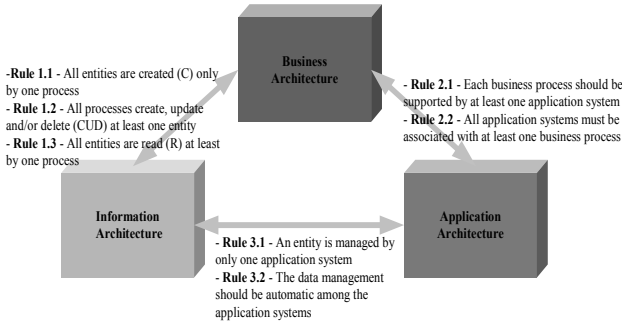 Business
Architecture
-Rule 1.1 - All entities are created (C) only
by one process
- Rule 1.2 – All processes create, update
and/or delete (CUD) at least one entity
- Rule 1.3 – All entities are read (R) at least
by one process
- Rule 2.1 - Each business process should be
supported by at least one application system
- Rule 2.2 - All application systems must be
associated with at least one business process
Information
Architecture
Application
Architecture
- Rule 3.1 - An entity is managed by
only one application system
- Rule 3.2 - The data management
should be automatic among the
application systems